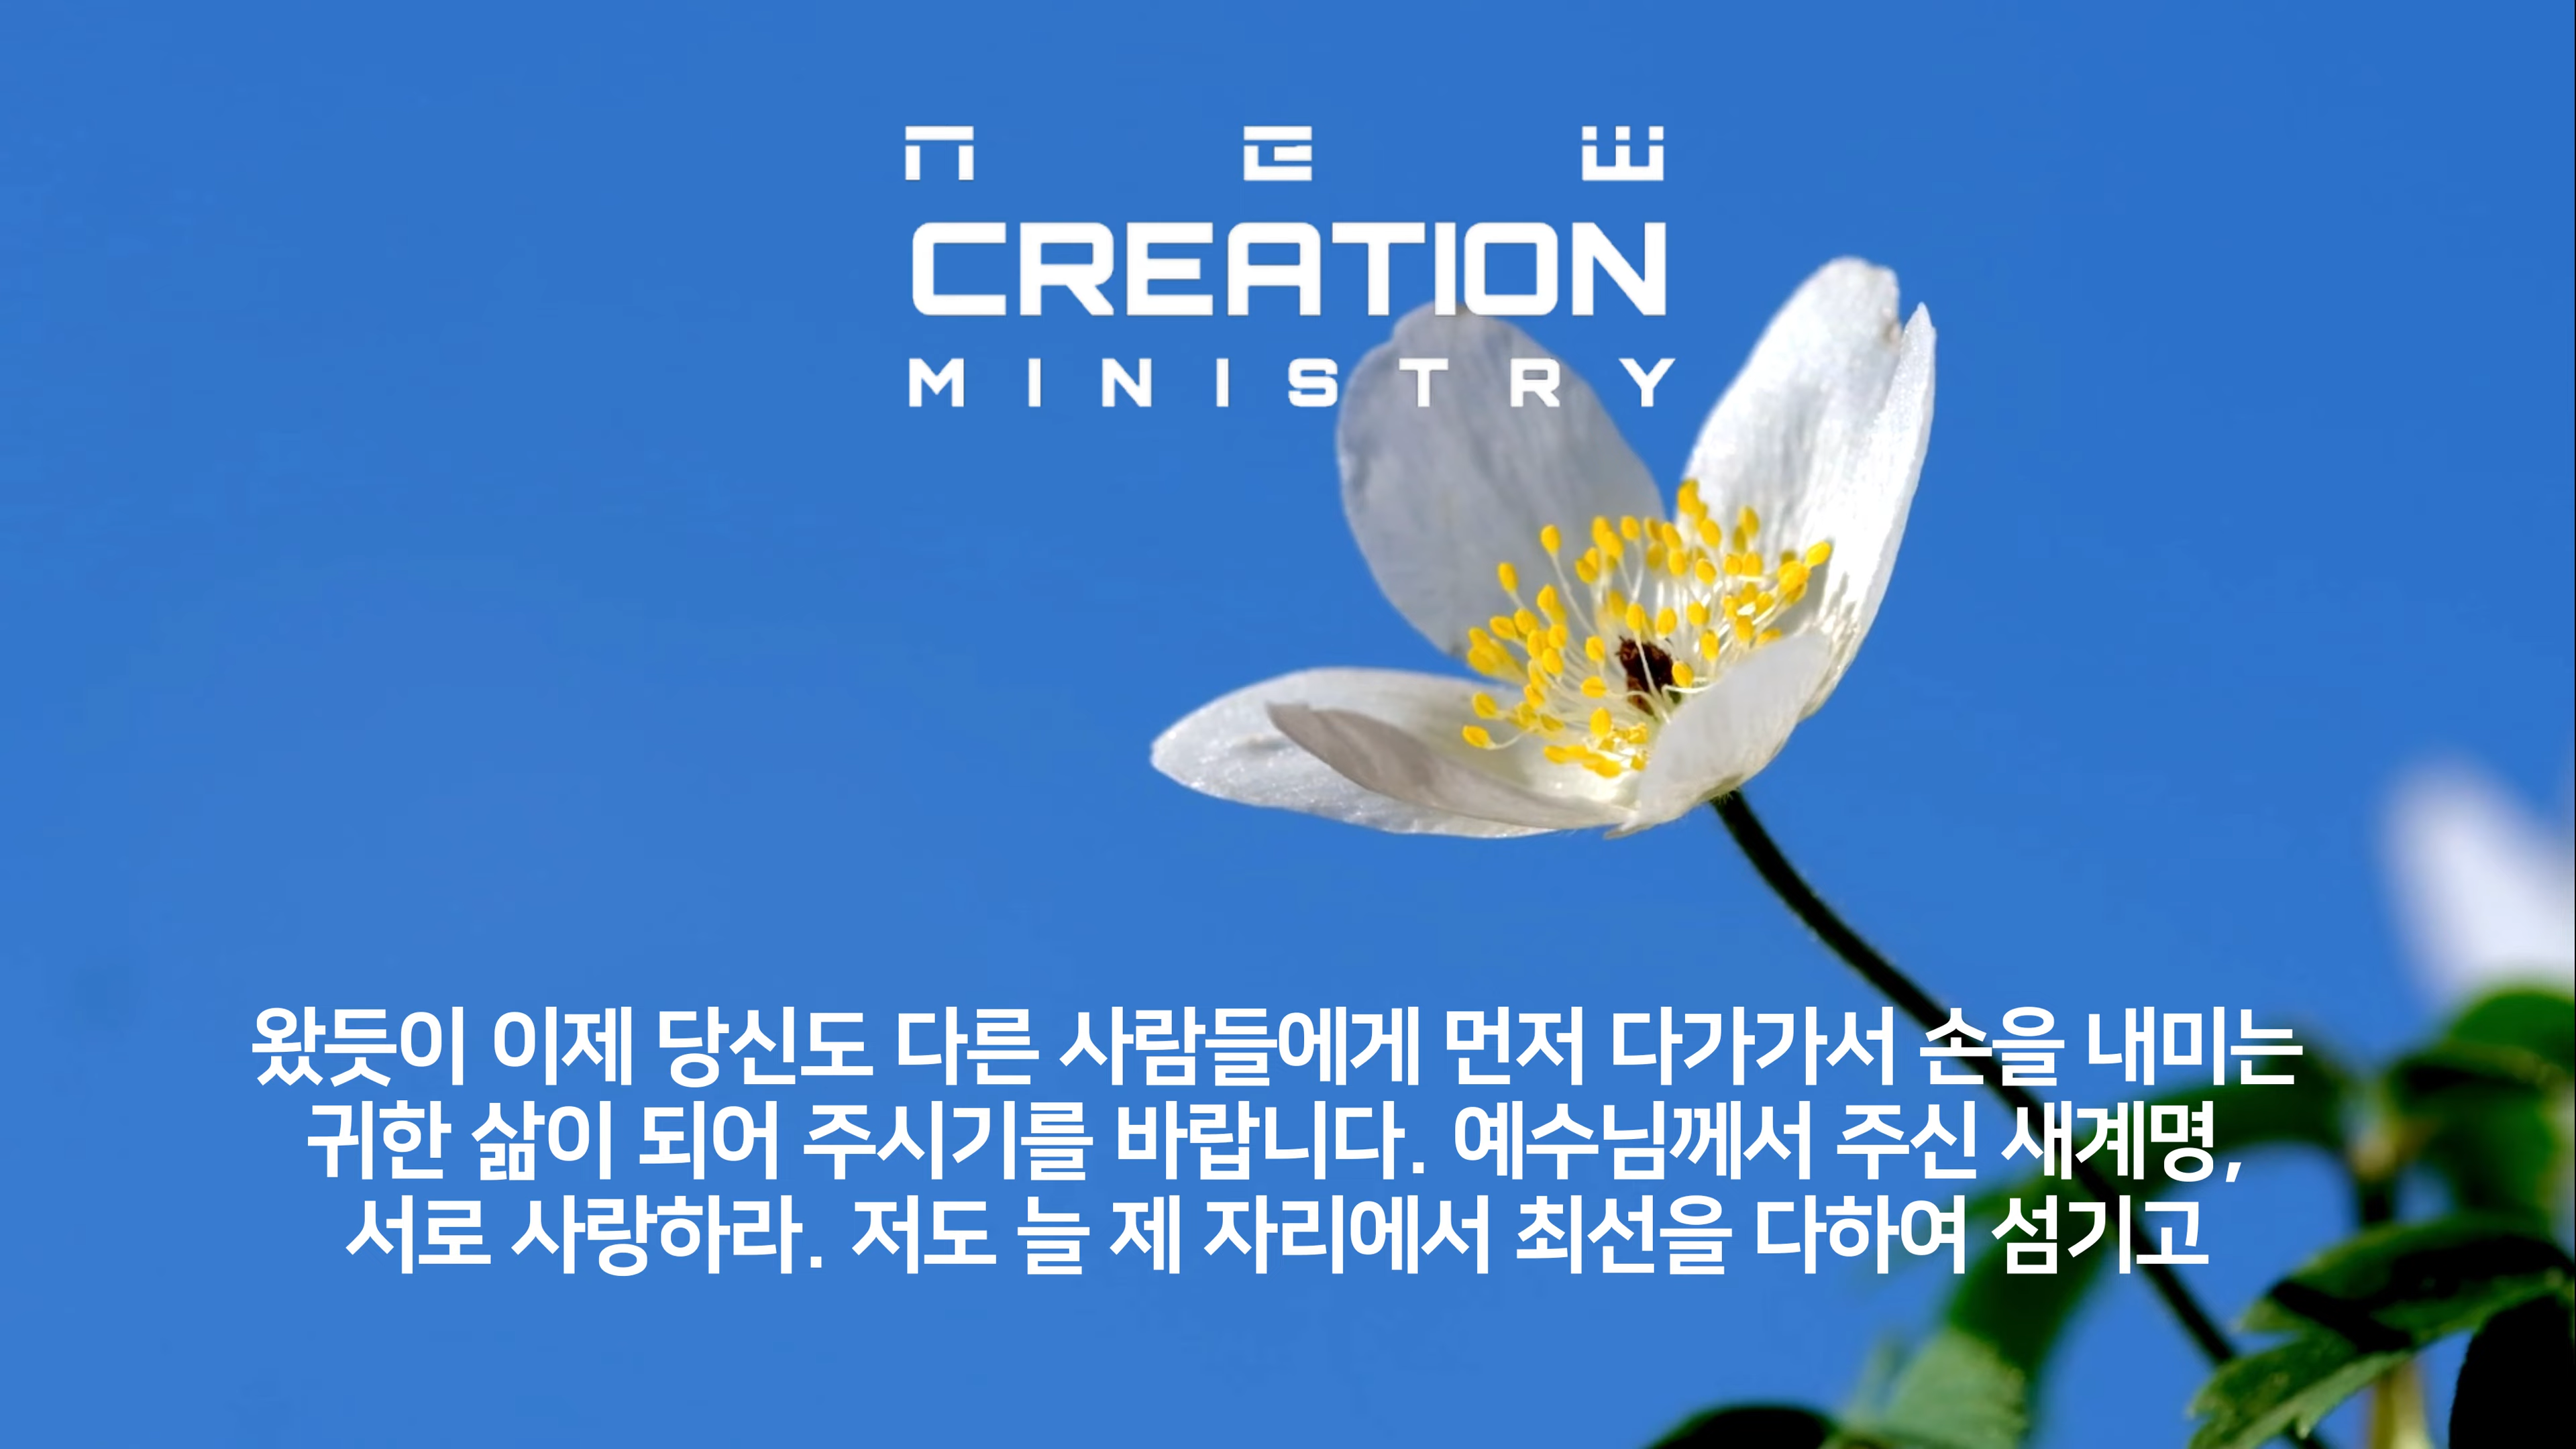 NEW
CREATION
MINISTRY
왔듯이 이제 당신도 다른 사람들에게 먼저 다가가서 손을 내미는
귀한 삶이 되어 주시기를 바랍니다. 예수님께서 주신 새계명,
서로 사랑하라. 저도 늘 제 자리에서 최선을 다하여 섬기고